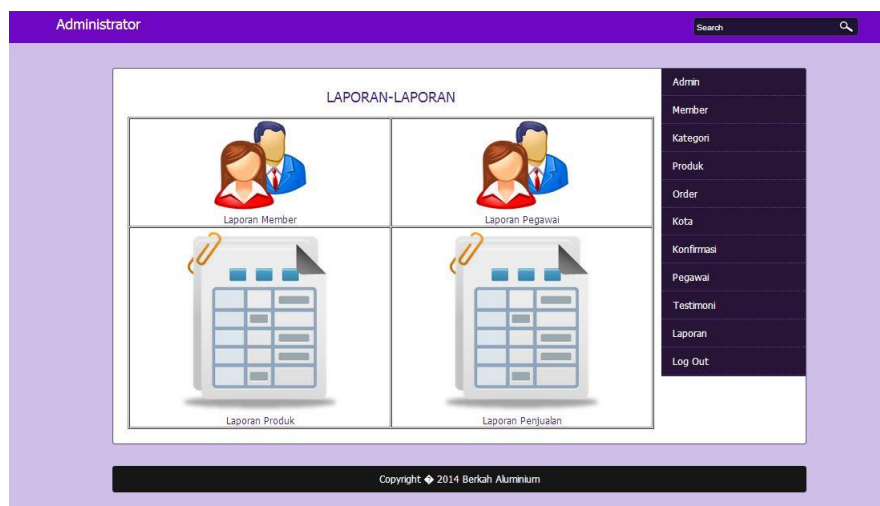 Administrator
Search
LAPORAN-LAPORAN
Laporan Member
Laporan Pegawai
Laporan Produk
Laporan Penjualan
Admin
Member
Kategori
Produk
Order
Kota
Konfirmasi
Pegawai
Testimoni
Laporan
Log Out
Copyright � 2014 Berkah Aluminium